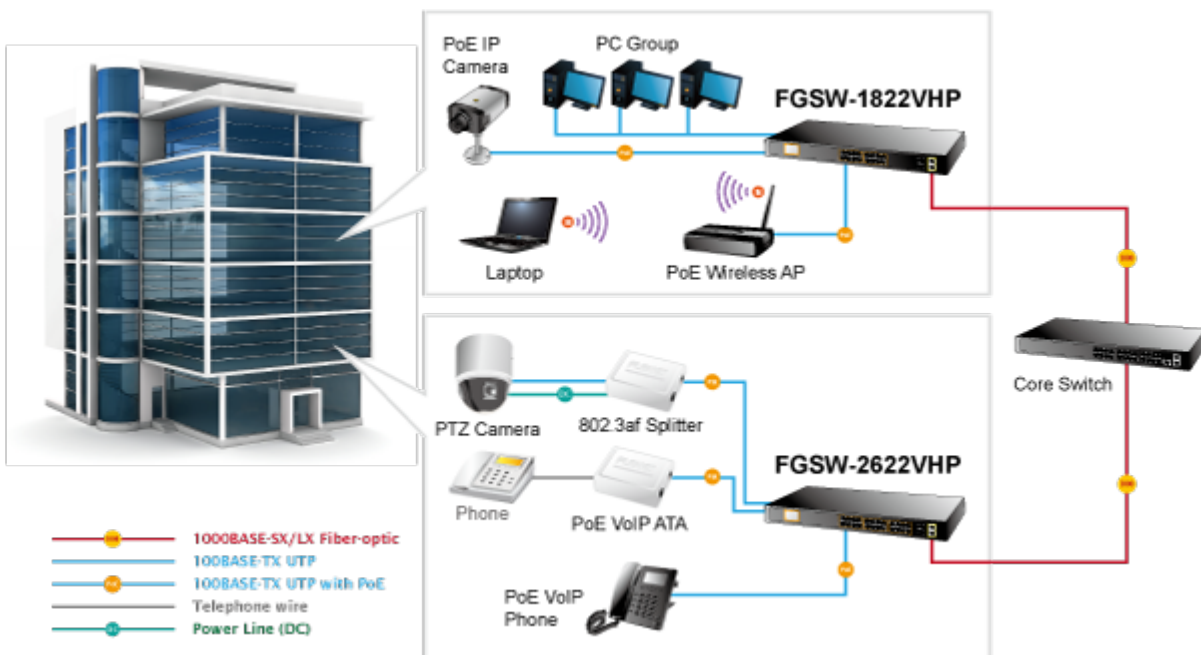 PoE IP
Camera
PC Group
FGSW-1822VHP
Laptop
PoE Wireless AP
Core Switch
PTZ Camera
802.3af Splitter
FGSW-2622VHP
Phone
PoE VoIP ATA
PoE VoIP
Phone
1000BASE-SX/LX Fiber-optic
100BASE-TX UTP
PoE
100BASE-TX UTP with PoE
Telephone wire
DC
Power Line (DC)